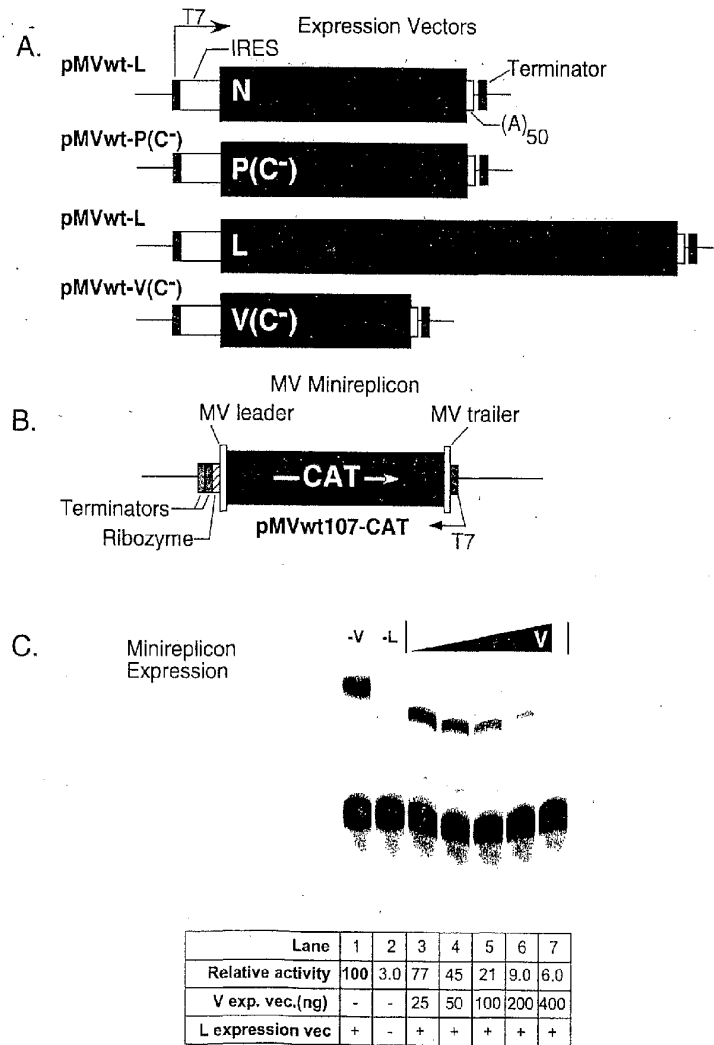 A.
T7
Expression Vectors
IRES
pMVwt-L
Terminator
N
(A)50
pMVwt-P(C-)
P(C-)
pMVwt-L
L
pMVwt-V(C-)
V(C-)
MV Minireplicon
B.
MV leader
MV trailer
CAT
Terminators
Ribozyme
pMVwt107-CAT
T7
C.
Minireplicon
Expression
-V -L V
Lane 1 2 3 4 5 6 7
Relative activity 100 3.0 77 45 21 9.0 6.0
V exp. vec.(ng) - - 25 50 100 200 400
L expression vec + - + + + + +